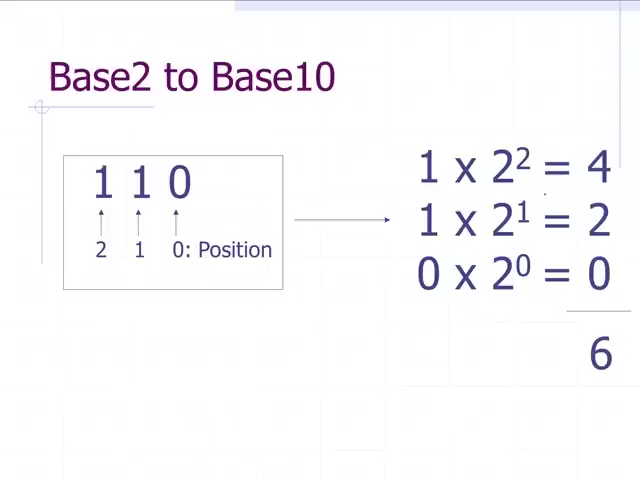 Base2 to Base10
1 1 0
2 1 0: Position
1 x 2² = 4
1 x 2¹ = 2
0 x 2⁰ = 0
6